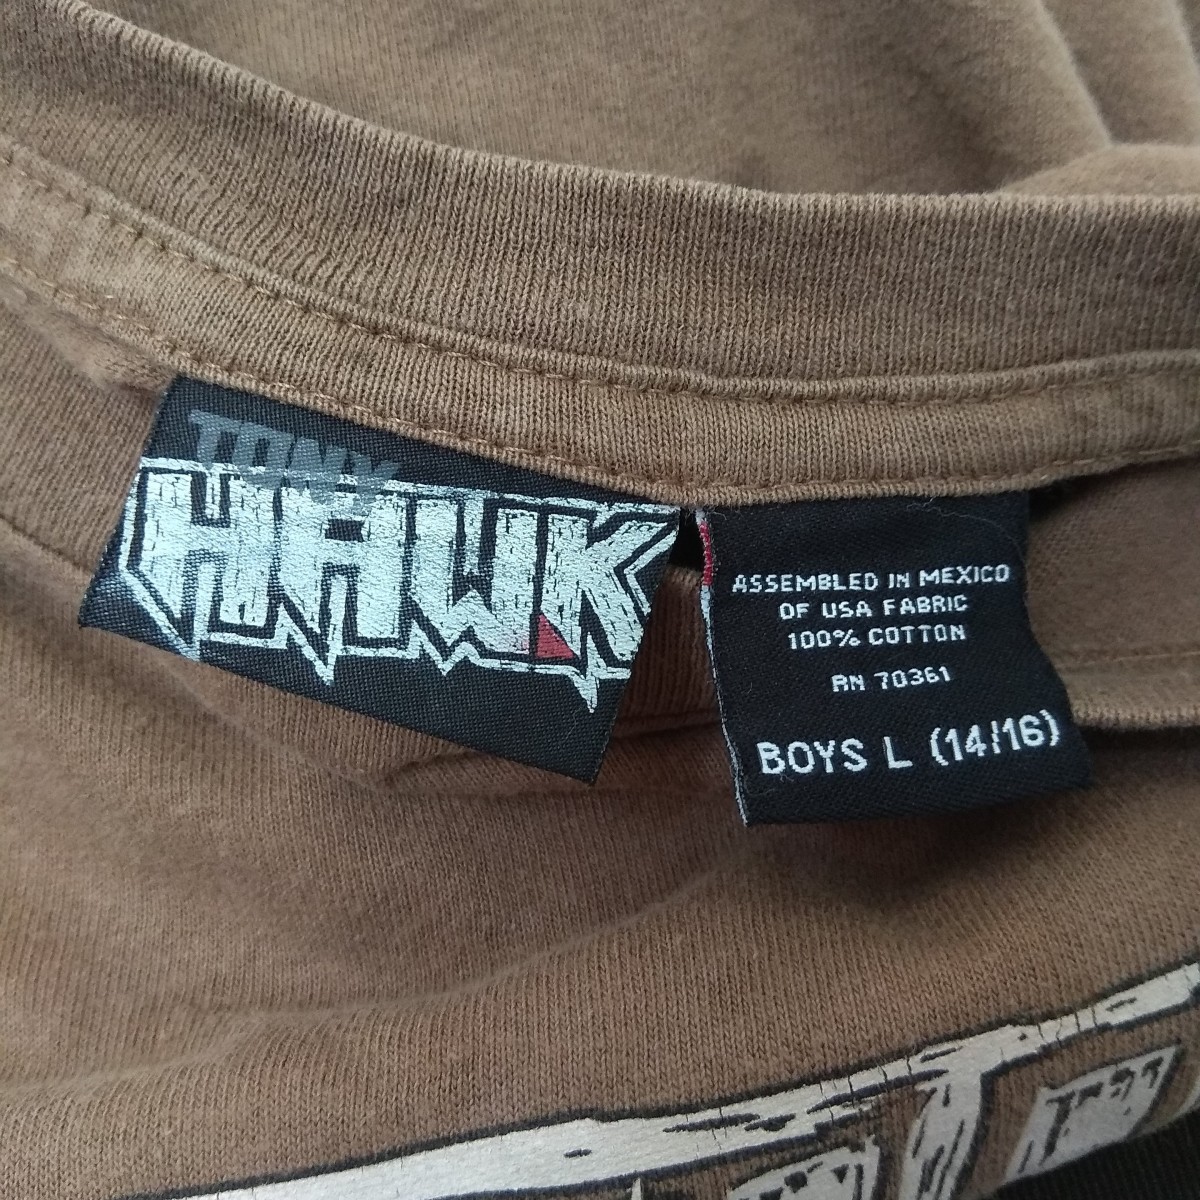 TONY
HAWK
ASSEMBLED IN MEXICO
OF USA FABRIC
100% COTTON
RN 70361
BOYS L (14/16)